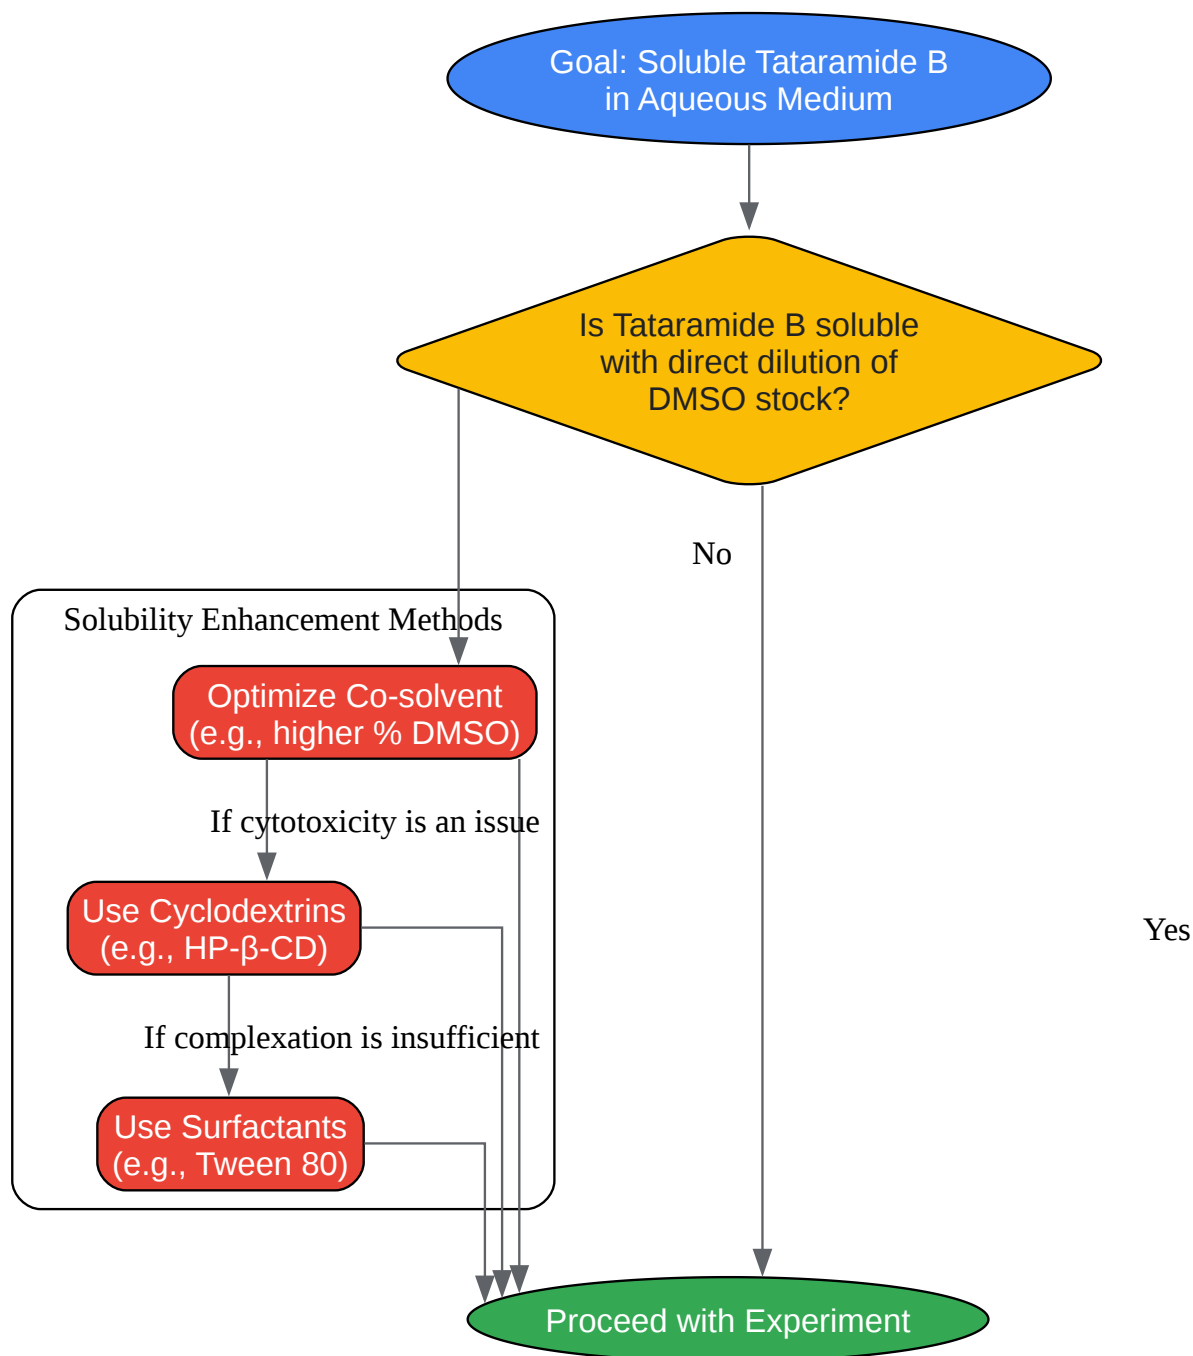 Goal: Soluble Tataramide B
in Aqueous Medium
Is Tataramide B soluble
with direct dilution of
DMSO stock?
No
Solubility Enhancement Methods
Optimize Co-solvent
(e.g., higher % DMSO)
If cytotoxicity is an issue
Use Cyclodextrins
(e.g., HP-β-CD)
Yes
If complexation is insufficient
Use Surfactants
(e.g., Tween 80)
Proceed with Experiment